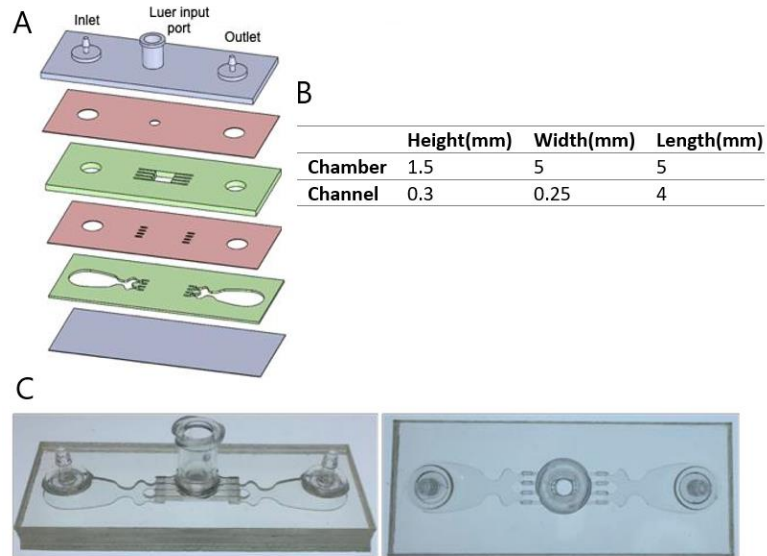 A
Inlet
Luer input
port
Outlet
B
Height(mm) Width(mm) Length(mm)
Chamber 1.5 5 5
Channel 0.3 0.25 4
C